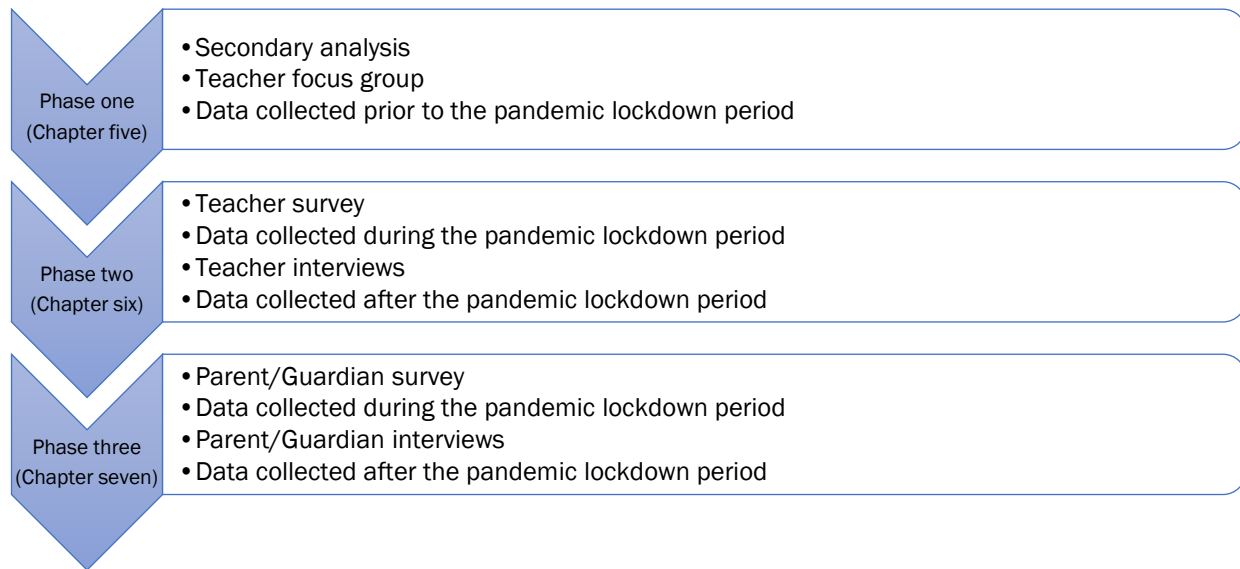 Phase one
(Chapter five)
•Secondary analysis
•Teacher focus group
•Data collected prior to the pandemic lockdown period
Phase two
(Chapter six)
•Teacher survey
•Data collected during the pandemic lockdown period
•Teacher interviews
•Data collected after the pandemic lockdown period
Phase three
(Chapter seven)
•Parent/Guardian survey
•Data collected during the pandemic lockdown period
•Parent/Guardian interviews
•Data collected after the pandemic lockdown period